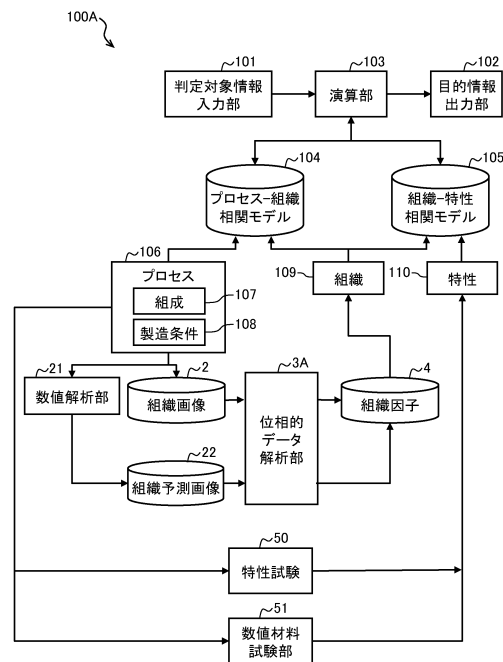 100A
101
103
102
判定対象情報
入力部
演算部
目的情報
出力部
104
105
プロセス-組織
相関モデル
組織-特性
相関モデル
106
プロセス
組成
107
製造条件
108
109
組織
110
特性
21
数値解析部
2
組織画像
3A
位相的
データ
解析部
4
組織因子
22
組織予測画像
50
特性試験
51
数値材料
試験部